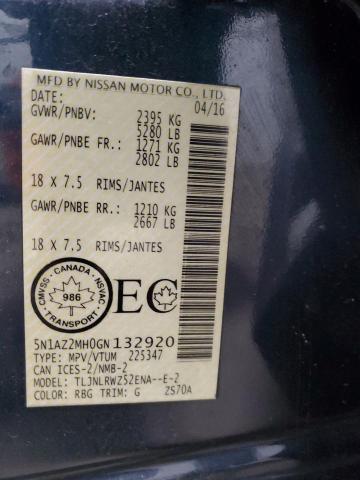 MFD BY NISSAN MOTOR CO., LTD.
DATE: 04/16
GVWR/PNBV: 2395 KG
5280 LB
GAWR/PNBE FR: 1271 KG
2802 LB
18 X 7.5 RIMS/JANTES
GAWR/PNBE RR: 1210 KG
2667 LB
18 X 7.5 RIMS/JANTES
CANADA
CMVSS NSVAC
986
EC
5N1AZ2MH0GN132920
TYPE: MPV/VTUM 225347
CAN ICES-2/NMB-2
MODEL: TLJNLRWZ52ENA--E-2
COLOR: RBG TRIM: G ZS70A